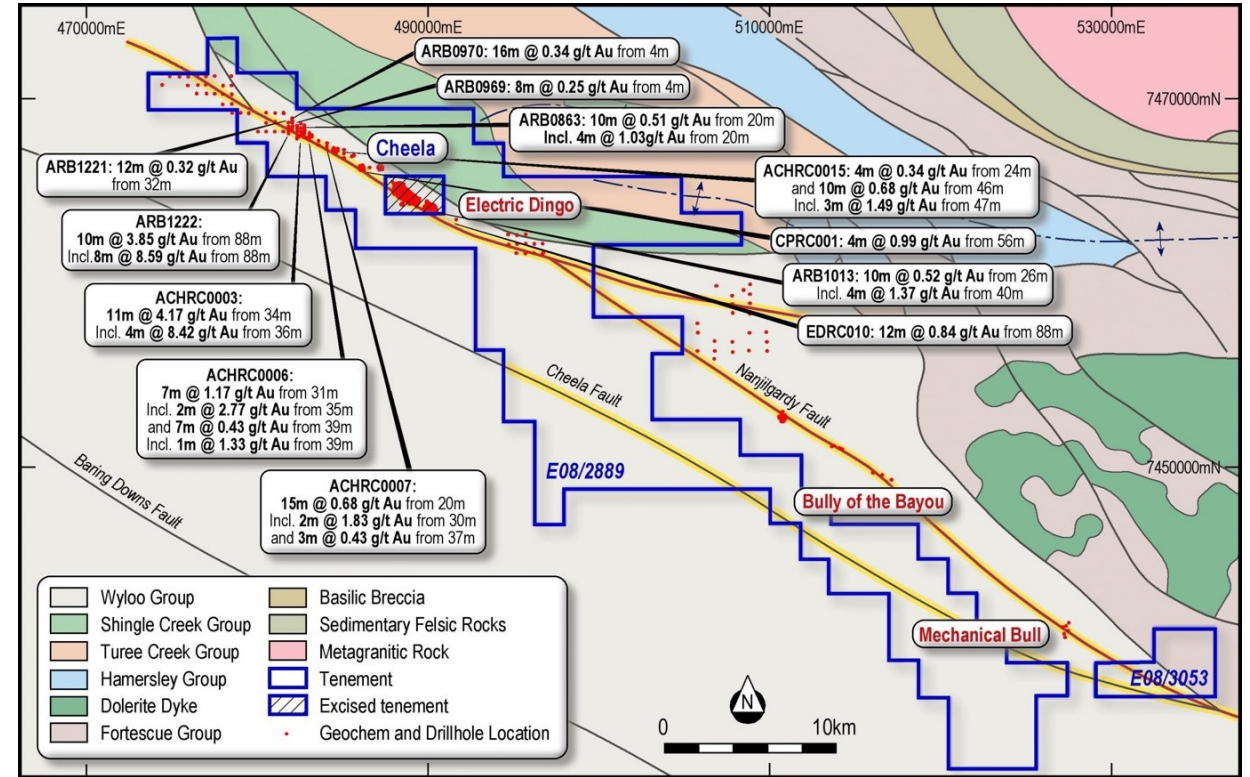 470000mE
490000mE
510000mE
530000mE
7470000mN
7450000mN
ARB0970: 16m @ 0.34 g/t Au from 4m
ARB0969: 8m @ 0.25 g/t Au from 4m
ARB0863: 10m @ 0.51 g/t Au from 20m
Incl. 4m @ 1.03g/t Au from 20m
Cheela
ARB1221: 12m @ 0.32 g/t Au
from 32m
ACHRC0015: 4m @ 0.34 g/t Au from 24m
and 10m @ 0.68 g/t Au from 46m
Incl. 3m @ 1.49 g/t Au from 47m
Electric Dingo
ARB1222:
10m @ 3.85 g/t Au from 88m
Incl.8m @ 8.59 g/t Au from 88m
CPRC001: 4m @ 0.99 g/t Au from 56m
ARB1013: 10m @ 0.52 g/t Au from 26m
Incl. 4m @ 1.37 g/t Au from 40m
ACHRC0003:
11m @ 4.17 g/t Au from 34m
Incl. 4m @ 8.42 g/t Au from 36m
EDRC010: 12m @ 0.84 g/t Au from 88m
ACHRC0006:
7m @ 1.17 g/t Au from 31m
Incl. 2m @ 2.77 g/t Au from 35m
and 7m @ 0.43 g/t Au from 39m
Incl. 1m @ 1.33 g/t Au from 39m
Cheela Fault
Nanjilgardy Fault
Baring Downs Fault
E08/2889
ACHRC0007:
15m @ 0.68 g/t Au from 20m
Incl. 2m @ 1.83 g/t Au from 30m
and 3m @ 0.43 g/t Au from 37m
Bully of the Bayou
Mechanical Bull
E08/3053
Wyloo Group
Shingle Creek Group
Turee Creek Group
Hamersley Group
Dolerite Dyke
Fortescue Group
Basilic Breccia
Sedimentary Felsic Rocks
Metagranitic Rock
Tenement
Excised tenement
Geochem and Drillhole Location
N
0
10km